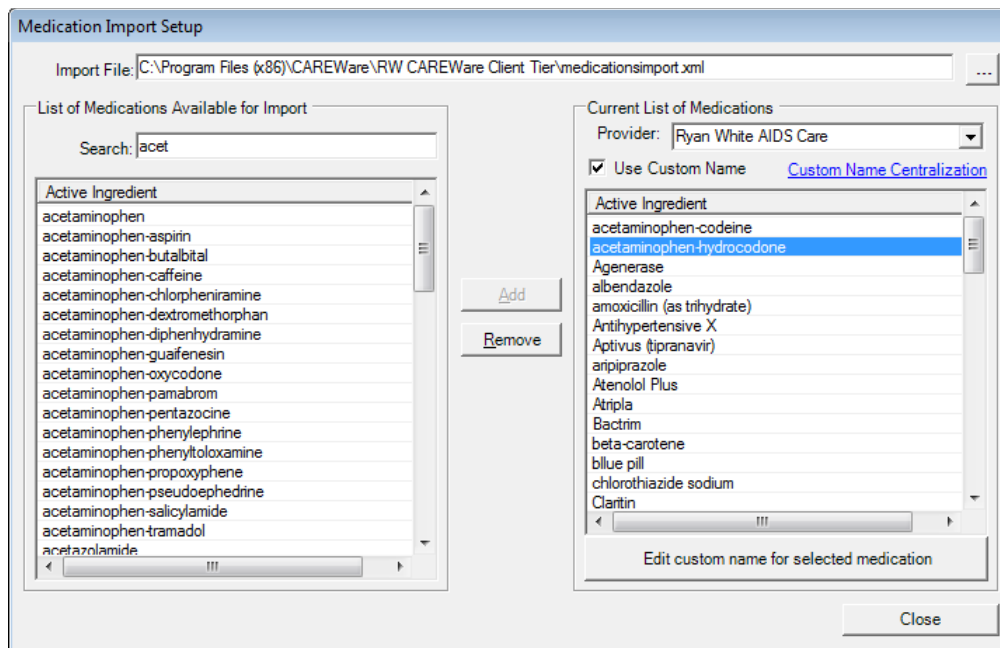 Medication Import Setup
Import File: C:\Program Files (x86)\CAREWare\RW CAREWare Client Tier\medicationsimport.xml ...
List of Medications Available for Import
Search: acet
Active Ingredient
acetaminophen
acetaminophen-aspirin
acetaminophen-butalbital
acetaminophen-caffeine
acetaminophen-chlorpheniramine
acetaminophen-dextromethorphan
acetaminophen-diphenhydramine
acetaminophen-guaifenesin
acetaminophen-oxycodone
acetaminophen-pamabrom
acetaminophen-pentazocine
acetaminophen-phenylephrine
acetaminophen-phenyltoloxamine
acetaminophen-propoxyphene
acetaminophen-pseudoephedrine
acetaminophen-salicylamide
acetaminophen-tramadol
acetazolamide
Add
Remove
Current List of Medications
Provider: Ryan White AIDS Care
Use Custom Name Custom Name Centralization
Active Ingredient
acetaminophen-codeine
acetaminophen-hydrocodone
Agenerase
albendazole
amoxicillin (as trihydrate)
Antihypertensive X
Aptivus (tipranavir)
aripiprazole
Atenolol Plus
Atripla
Bactrim
beta-carotene
bllue pill
chlorothiazide sodium
Claritin
Edit custom name for selected medication
Close